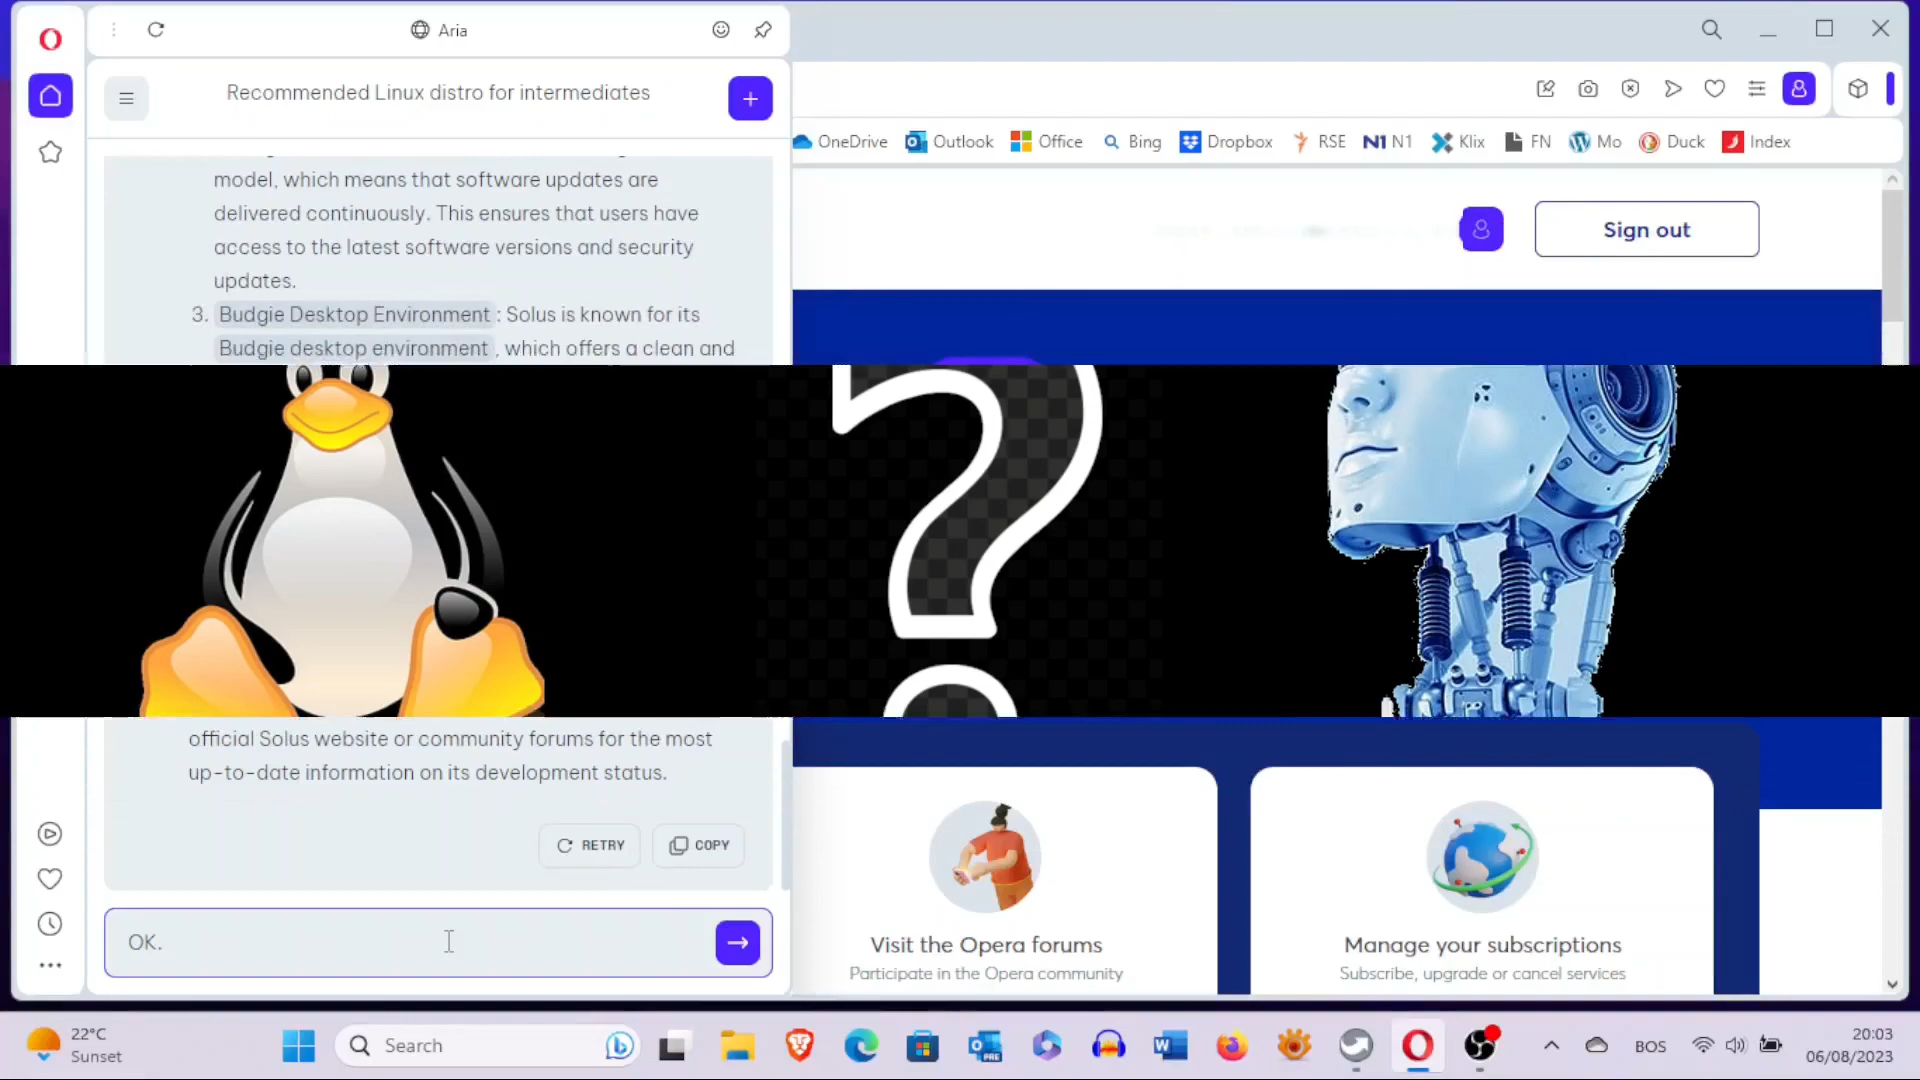 Aria
Recommended Linux distro for intermediates
model, which means that software updates are
delivered continuously. This ensures that users have
access to the latest software versions and security
updates.
3. Budgie Desktop Environment : Solus is known for its
Budgie desktop environment , which offers a clean and
official Solus website or community forums for the most
up-to-date information on its development status.
RETRY
COPY
OK.
OneDrive
Outlook
Office
Bing
Dropbox
RSE
N1 N1
Klix
FN
Mo
Duck
Index
Sign out
Visit the Opera forums
Participate in the Opera community
Manage your subscriptions
Subscribe, upgrade or cancel services
?
22°C
Sunset
Search
PRE
W
BOS
20:03
06/08/2023